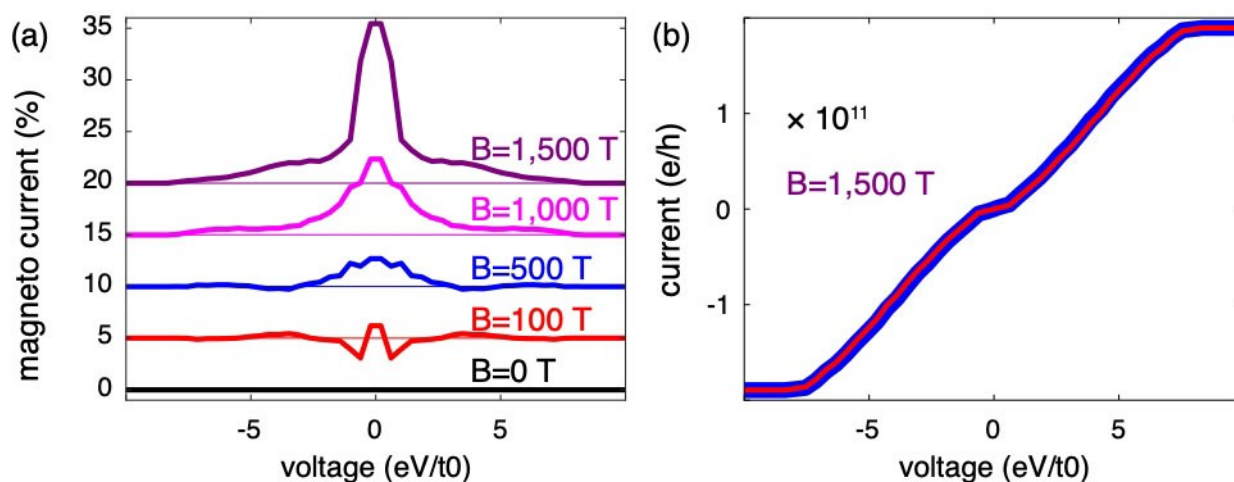 (a)
magneto current (%)
35
30
25
20
15
10
5
0
B=1,500 T
B=1,000 T
B=500 T
B=100 T
B=0 T
-5 0 5
voltage (eV/t0)
(b)
current (e/h)
1
0
-1
× 10¹¹
B=1,500 T
-5 0 5
voltage (eV/t0)